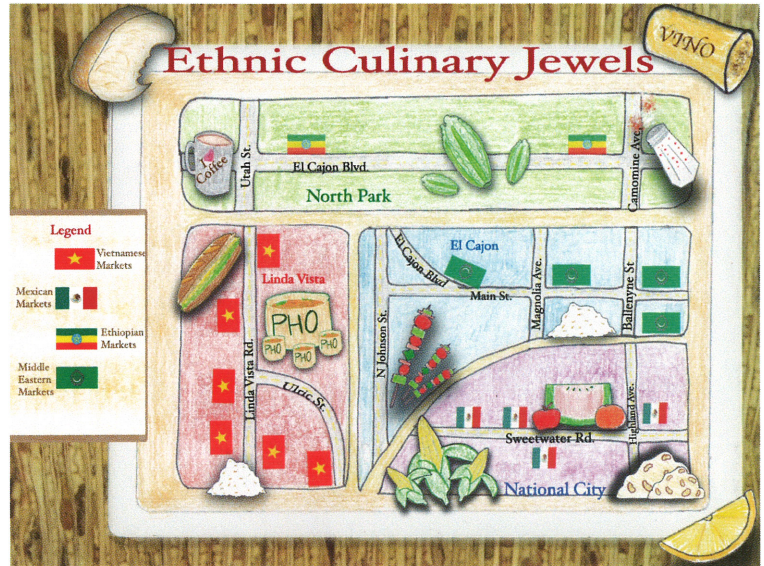 Ethnic Culinary Jewels
VINO
I
Coffee
Utah St.
El Cajon Blvd.
Camomine Ave.
North Park
Legend
Vietnamese
Markets
Mexican
Markets
Ethiopian
Markets
Middle
Eastern
Markets
Linda Vista
PHO
PHO
PHO
PHO
PHO
Linda Vista Rd.
Ulric St.
El Cajon
El Cajon Blvd
Main St.
Magnolia Ave.
Ballenyne St
N Johnson St.
Highland Ave.
Sweetwater Rd.
National City